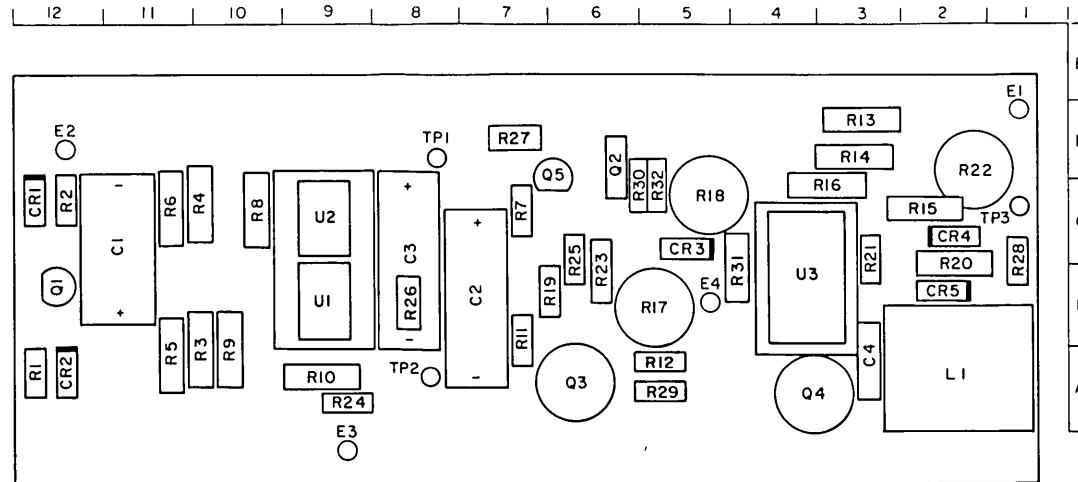 12 11 10 9 8 7 6 5 4 3 2 1
E1
R13
E2 TP1 R27 R14
CR1 R2 - R6 R4 R8 U2 + Q5 Q2 R30 R32 R18 R16 R22
C1 C3 + R7 R15 TP3
R25 R23 CR3 R31 U3 R21 CR4 R28
Q1 U1 R26 C2 R19 E4 R20
+ - R17 CR5
R5 R3 R9 R11
R1 CR2 R10 TP2 - Q3 R12 C4 L1
R24 R29 Q4 A
E3